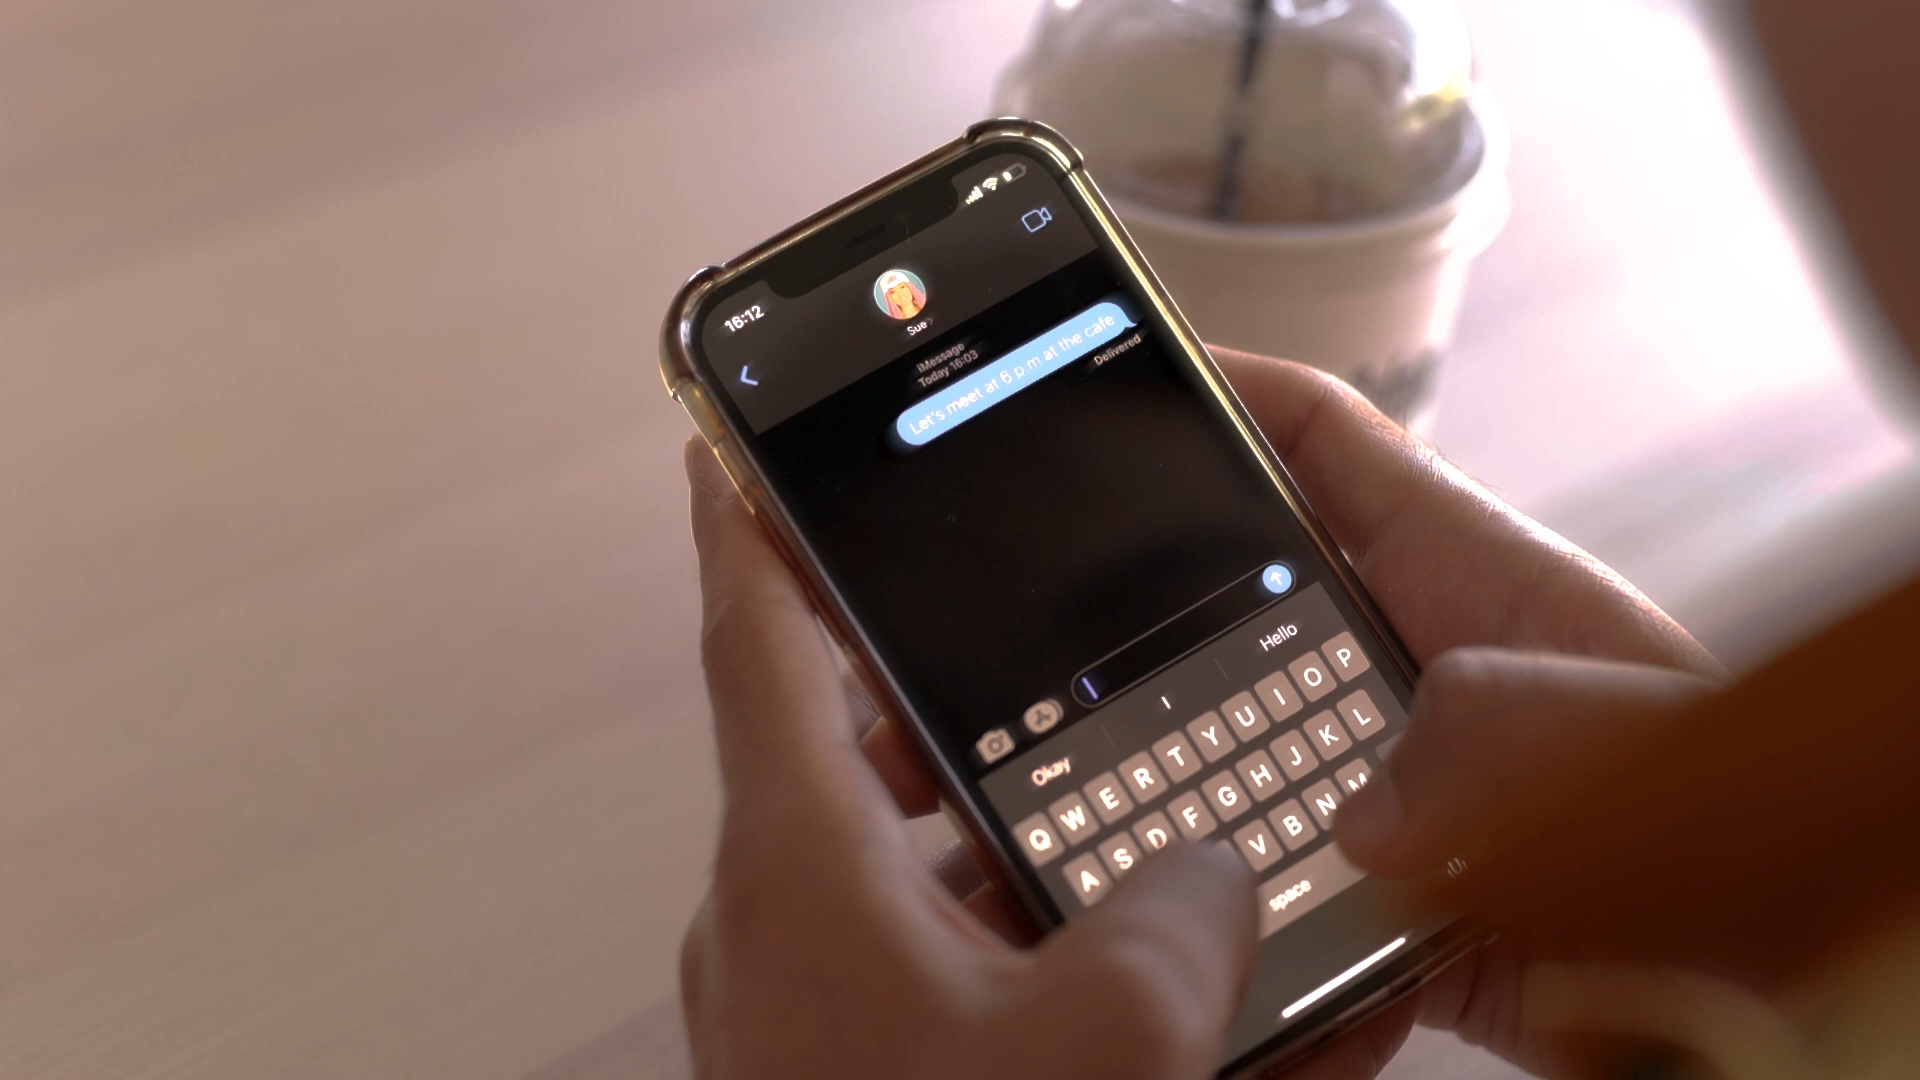 16:12
Sue
iMessage
Today 16:03
Let's meet at 6 p.m at the cafe
Delivered
Okay
I
Hello
Q W E R T Y U I O P
A S D F G H J K L
V B N M
space